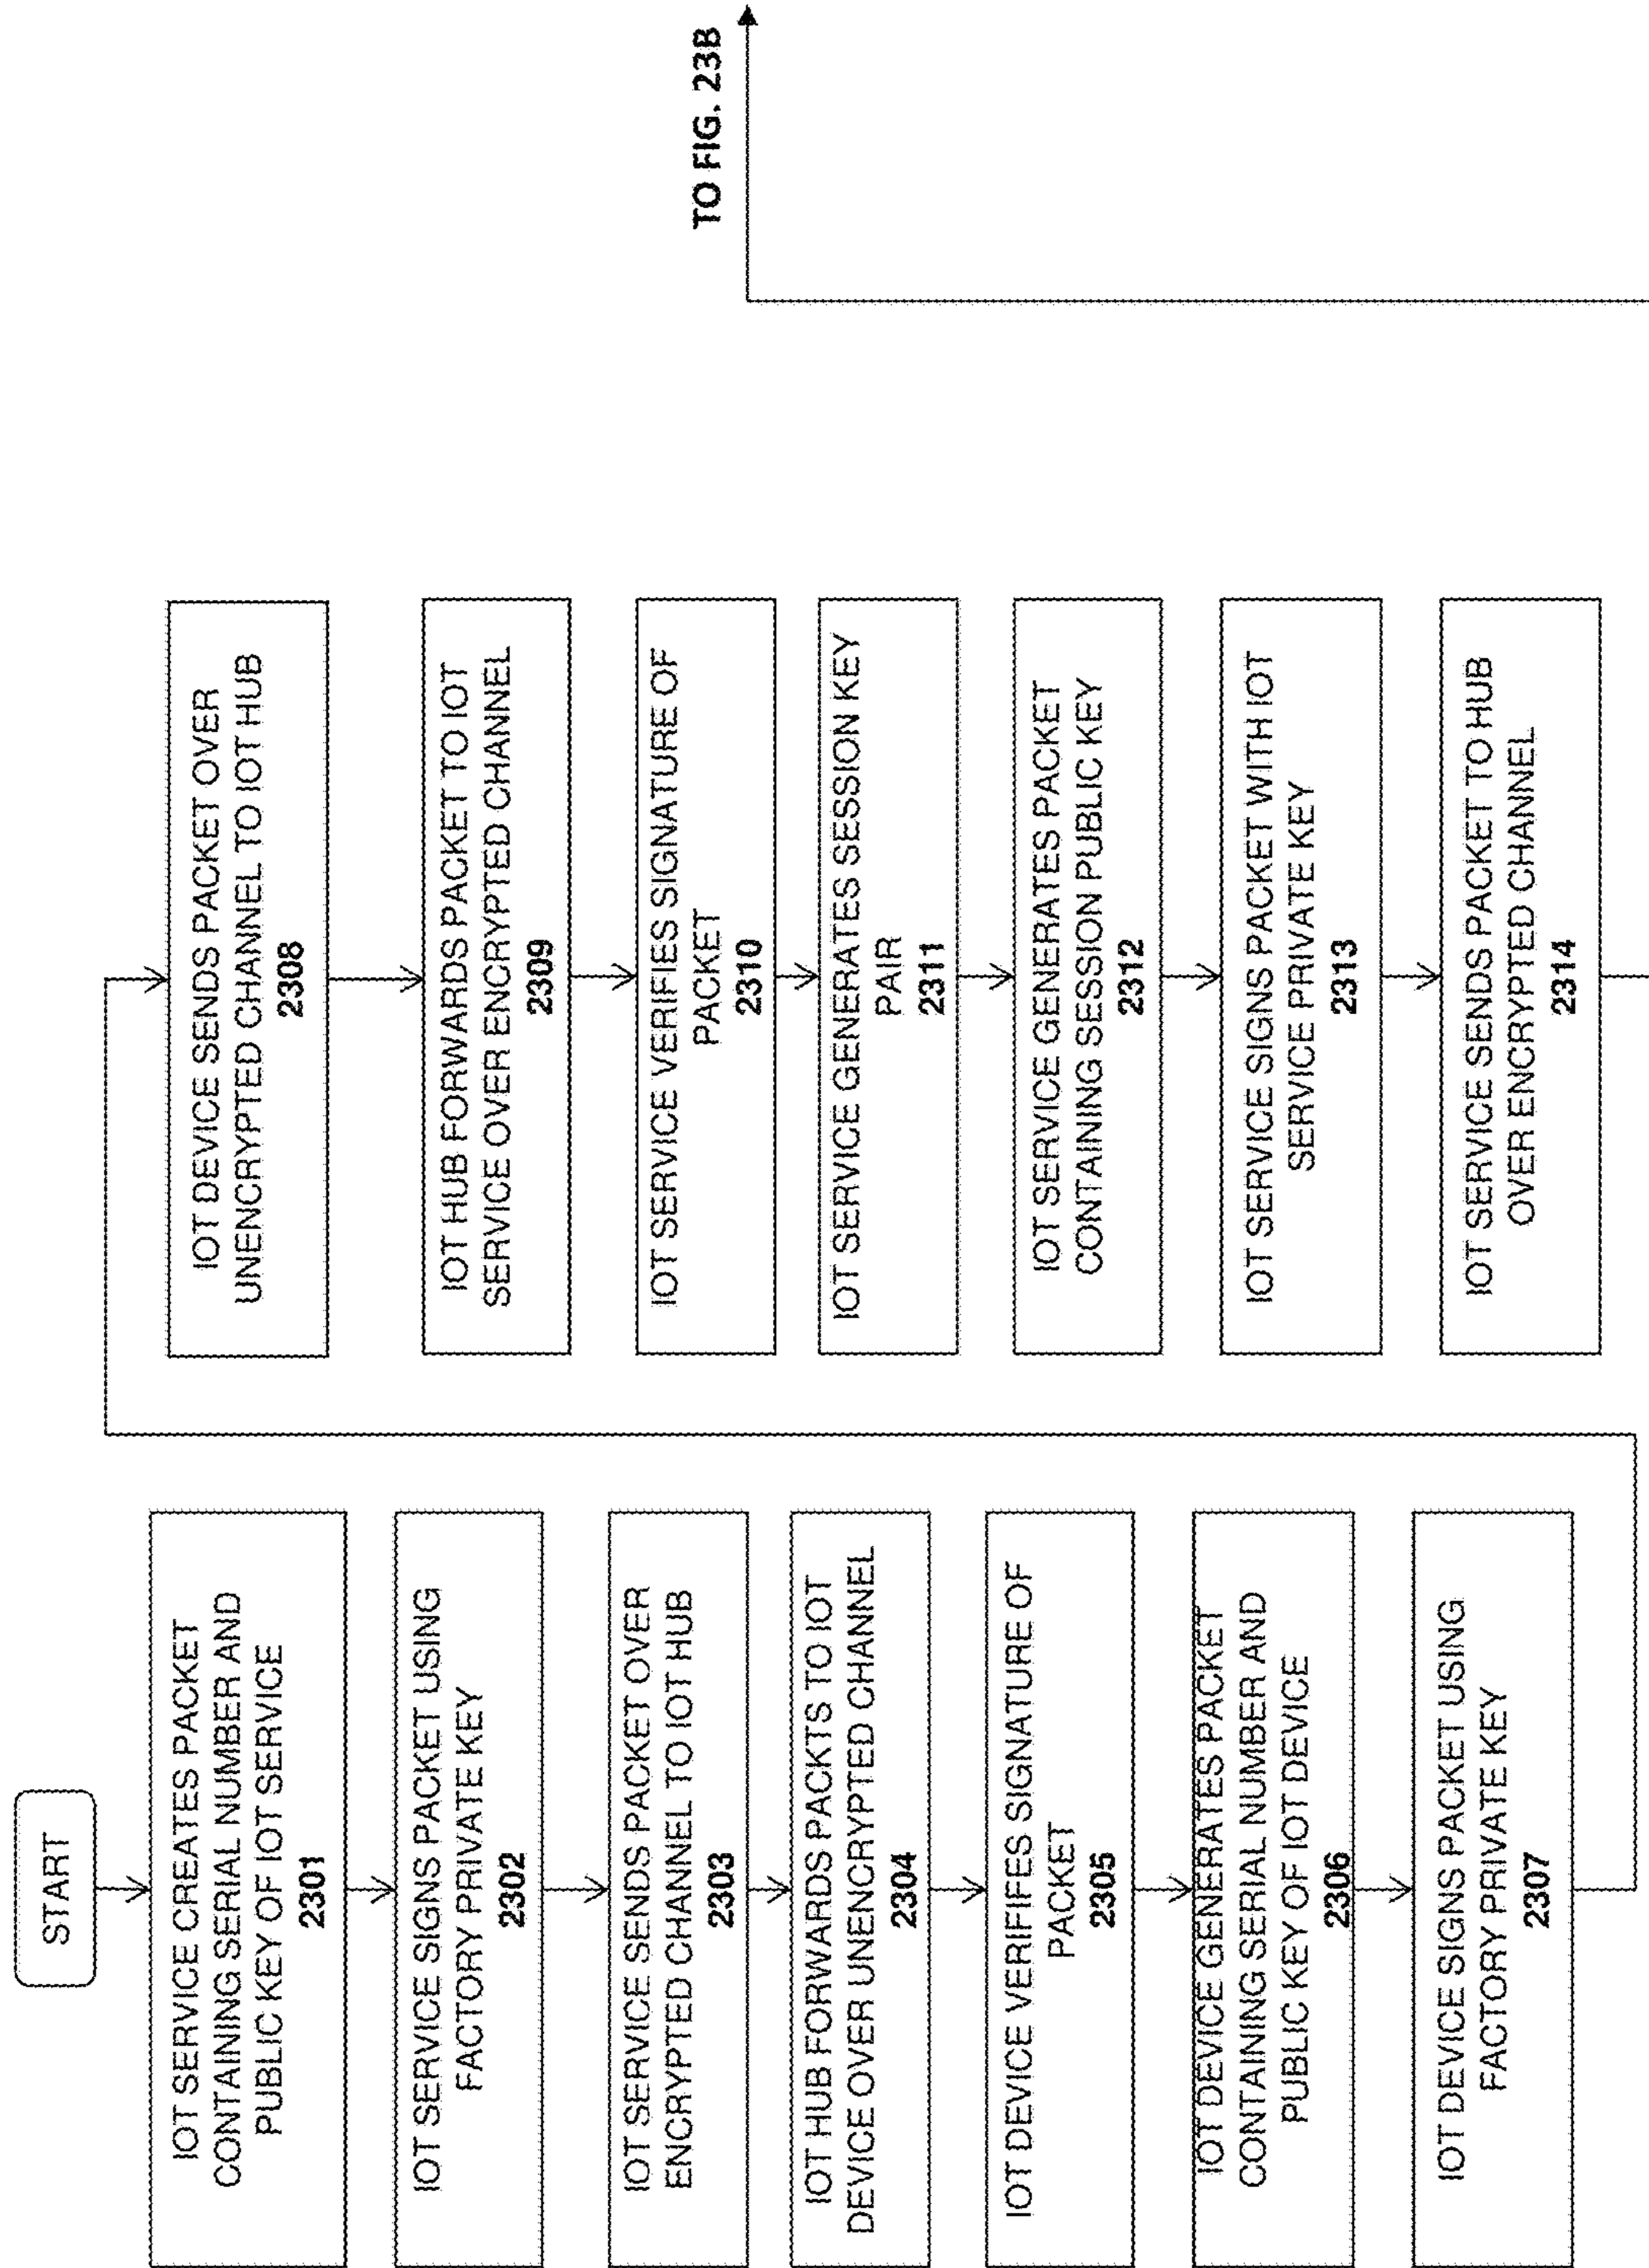 START
IOT SERVICE CREATES PACKET
CONTAINING SERIAL NUMBER AND
PUBLIC KEY OF IOT SERVICE
2301
IOT SERVICE SIGNS PACKET USING
FACTORY PRIVATE KEY
2302
IOT SERVICE SENDS PACKET OVER
ENCRYPTED CHANNEL TO IOT HUB
2303
IOT HUB FORWARDS PACKTS TO IOT
DEVICE OVER UNENCRYPTED CHANNEL
2304
IOT DEVICE VERIFIFES SIGNATURE OF
PACKET
2305
IOT DEVICE GENERATES PACKET
CONTAINING SERIAL NUMBER AND
PUBLIC KEY OF IOT DEVICE
2306
IOT DEVICE SIGNS PACKET USING
FACTORY PRIVATE KEY
2307
IOT DEVICE SENDS PACKET OVER
UNENCRYPTED CHANNEL TO IOT HUB
2308
IOT HUB FORWARDS PACKET TO IOT
SERVICE OVER ENCRYPTED CHANNEL
2309
IOT SERVICE VERIFIES SIGNATURE OF
PACKET
2310
IOT SERVICE GENERATES SESSION KEY
PAIR
2311
IOT SERVICE GENERATES PACKET
CONTAINING SESSION PUBLIC KEY
2312
IOT SERVICE SIGNS PACKET WITH IOT
SERVICE PRIVATE KEY
2313
IOT SERVICE SENDS PACKET TO HUB
OVER ENCRYPTED CHANNEL
2314
TO FIG. 23B